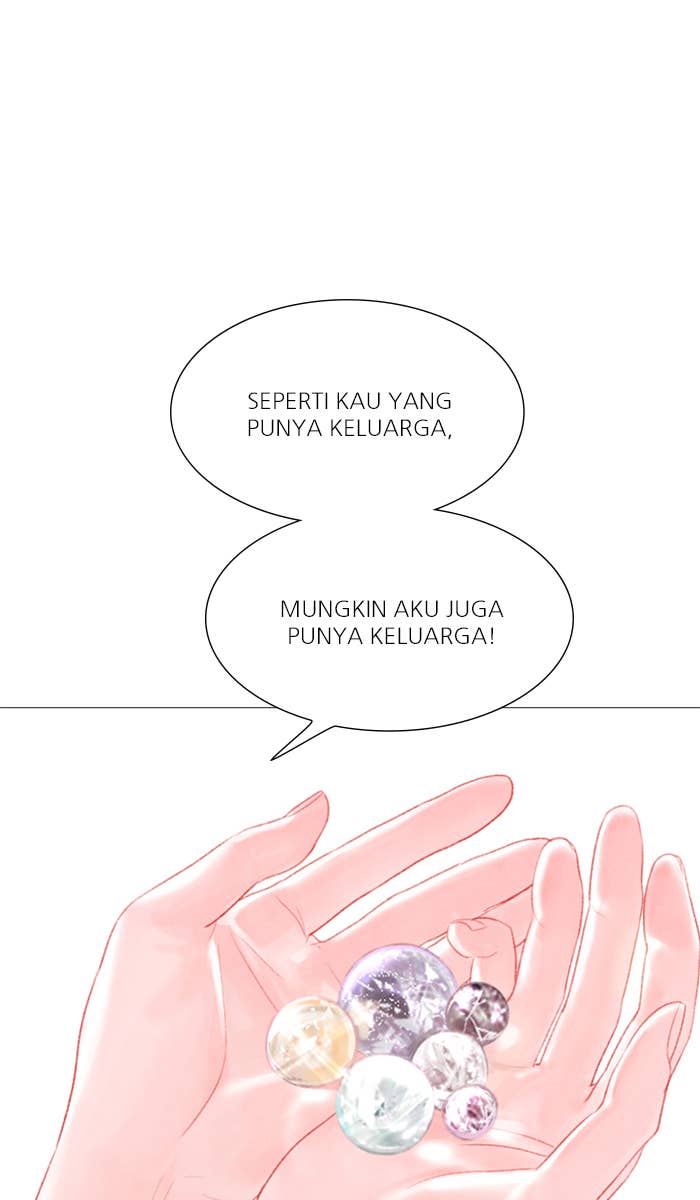 SEPERTI KAU YANG
PUNYA KELUARGA,
MUNGKIN AKU JUGA
PUNYA KELUARGA!